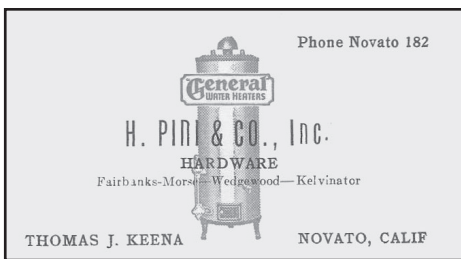 Phone Novato 182
General
WATER HEATERS
H. PINI & CO., Inc.
HARDWARE
Fairbanks-Morse—Wedgewood—Kelvinator
THOMAS J. KEENA
NOVATO, CALIF